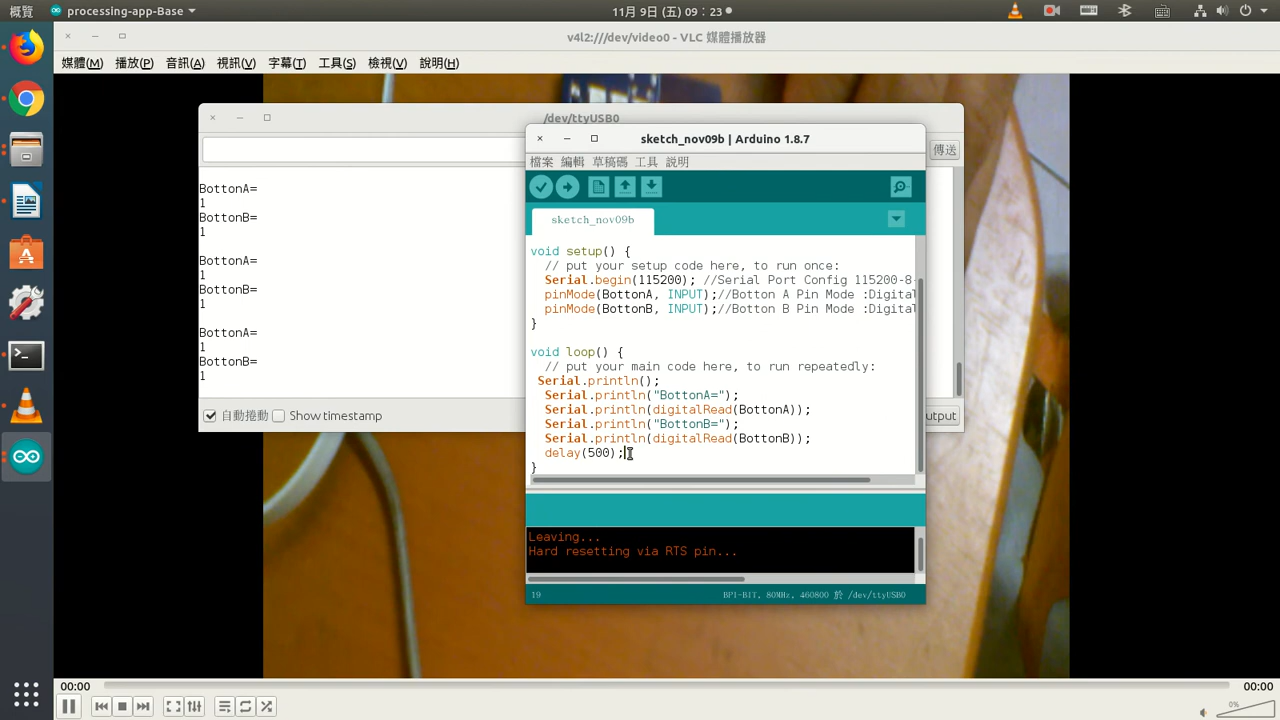 概覽
processing-app-Base
11月 9日 (五) 09：23
v4l2:///dev/video0 - VLC 媒體播放器
媒體(M) 播放(P) 音訊(A) 視訊(V) 字幕(T) 工具(S) 檢視(V) 說明(H)
/dev/ttyUSB0
傳送
BottonA=
1
BottonB=
1
BottonA=
1
BottonB=
1
BottonA=
1
BottonB=
1
自動捲動 Show timestamp
utput
sketch_nov09b | Arduino 1.8.7
檔案 編輯 草稿碼 工具 說明
sketch_nov09b
void setup() {
// put your setup code here, to run once:
Serial.begin(115200); //Serial Port Config 115200-8-
pinMode(BottonA, INPUT);//Botton A Pin Mode :Digital
pinMode(BottonB, INPUT);//Botton B Pin Mode :Digital
}
void loop() {
// put your main code here, to run repeatedly:
Serial.println();
Serial.println("BottonA=");
Serial.println(digitalRead(BottonA));
Serial.println("BottonB=");
Serial.println(digitalRead(BottonB));
delay(500);
}
Leaving...
Hard resetting via RTS pin...
19
BPI-BIT, 80MHz, 460800 於 /dev/ttyUSB0
00:00
00:00
0%